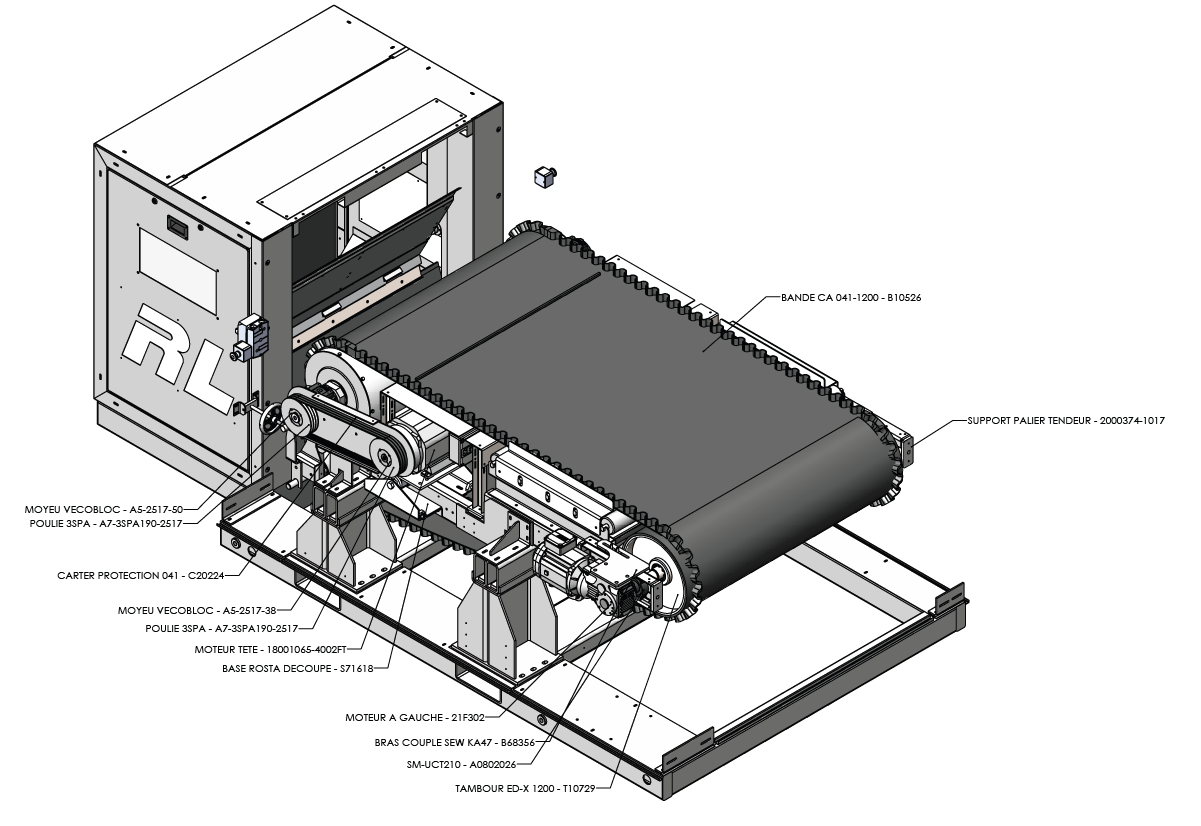 BANDE CA 041-1200 - B10526
RL
SUPPORT PALIER TENDEUR - 2000374-1017
MOYEU VECOBLOC - A5-2517-50
POULIE 3SPA - A7-3SPA190-2517
CARTER PROTECTION 041 - C20224
MOYEU VECOBLOC - A5-2517-38
POULIE 3SPA - A7-3SPA190-2517
MOTEUR TETE - 18001065-4002FT
BASE ROSTA DECOUPE - S71618
MOTEUR A GAUCHE - 21F302
BRAS COUPLE SEW KA47 - B68356
SM-UCT210 - A0802026
TAMBOUR ED-X 1200 - T10729